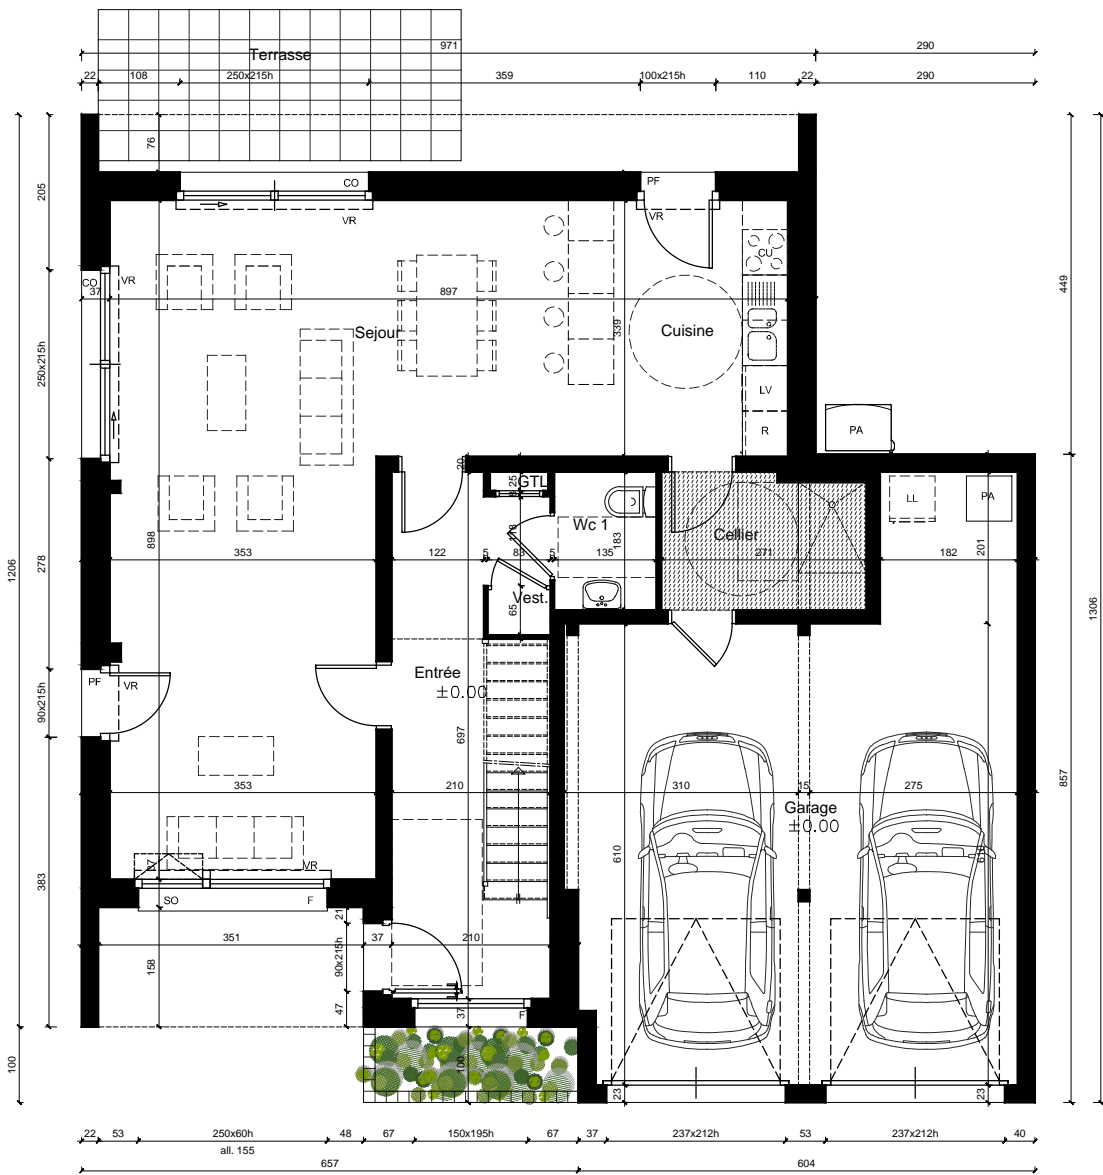 971
290
Terrasse
22
108
250x215h
359
100x215h
110
22
290
76
CO
PF
VR
VR
205
CO
VR
CU
37
897
449
Sejour
339
Cuisine
250x215h
LV
R
PA
20
25
GTL
8
LL
PA
Wc 1
118
183
Cellier
898
201
278
353
122
5
83
5
135
271
182
1206
1306
Vest.
65
Entrée
±0.00
PF
VR
90x215h
697
353
210
310
15
275
857
Garage
±0.00
610
VR
37
383
SO
F
21
351
37
210
90x215h
158
47
37
F
100
100
23
23
22
53
250x60h
48
67
150x195h
67
37
237x212h
53
237x212h
40
all. 155
657
604